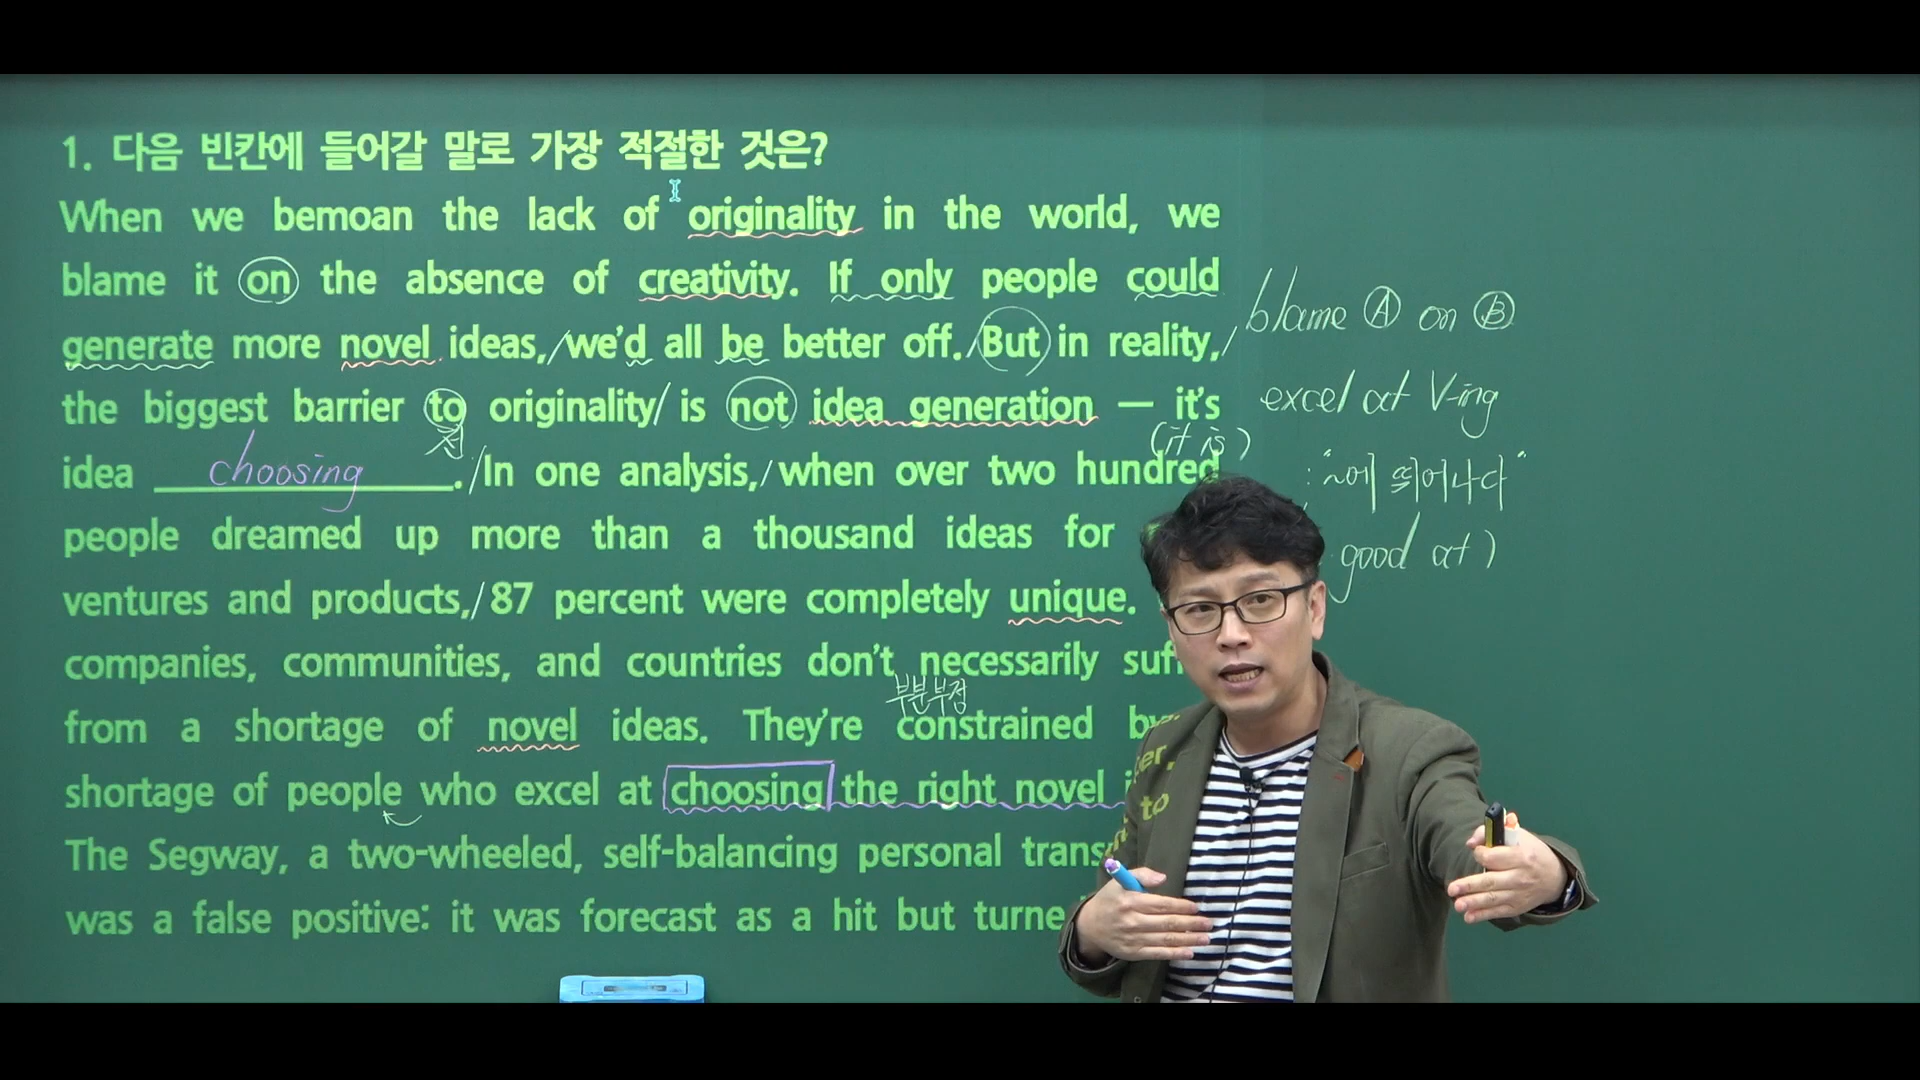 1. 다음 빈칸에 들어갈 말로 가장 적절한 것은?
When we bemoan the lack of originality in the world, we
blame it on the absence of creativity. If only people could
generate more novel ideas, / we'd all be better off. / But in reality, /
the biggest barrier to originality / is not idea generation — it's
(it is)
idea choosing. / In one analysis, / when over two hundred
people dreamed up more than a thousand ideas for
ventures and products, / 87 percent were completely unique.
companies, communities, and countries don't necessarily
부분부정
from a shortage of novel ideas. They're constrained by
shortage of people who excel at choosing the right novel
The Segway, a two-wheeled, self-balancing personal
was a false positive: it was forecast as a hit but
blame Ⓐ on Ⓑ
excel at V-ing
: "~에 뛰어나다"
good at)